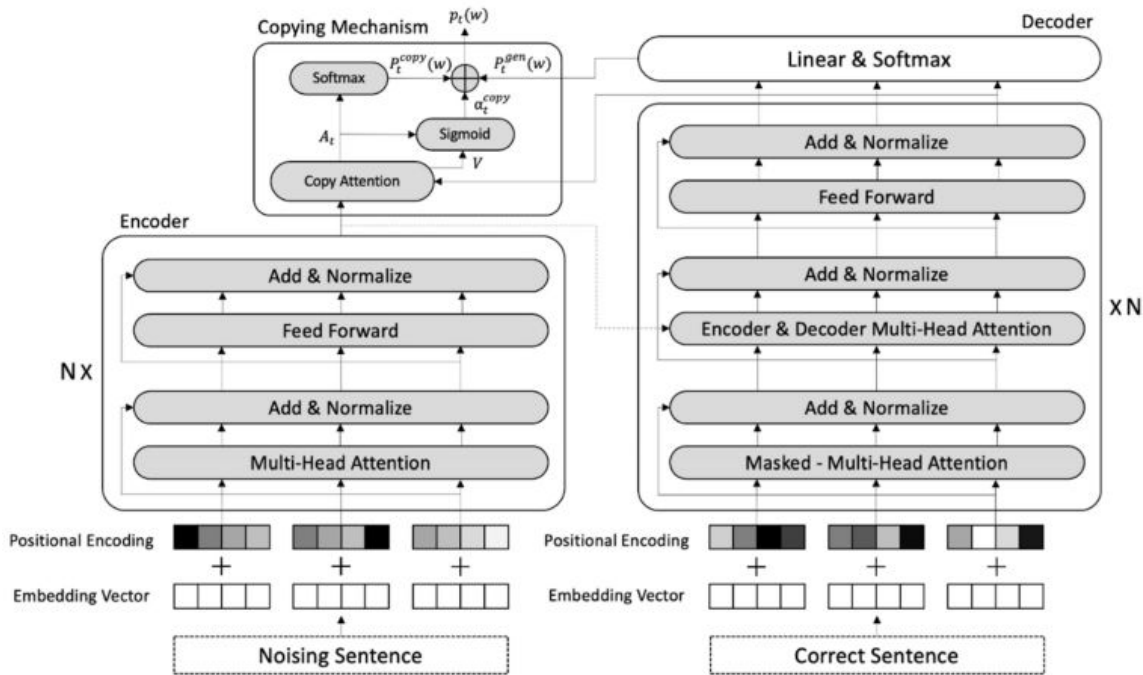 Copying Mechanism
p_t(w)
Decoder
Softmax
P_t^{copy}(w)
P_t^{gen}(w)
Linear & Softmax
α_t^{copy}
A_t
Sigmoid
V
Copy Attention
Encoder
Add & Normalize
Feed Forward
Add & Normalize
Multi-Head Attention
N X
Add & Normalize
Feed Forward
Add & Normalize
Encoder & Decoder Multi-Head Attention
Add & Normalize
Masked - Multi-Head Attention
X N
Positional Encoding
+ + +
Embedding Vector
Noising Sentence
Positional Encoding
+ + +
Embedding Vector
Correct Sentence